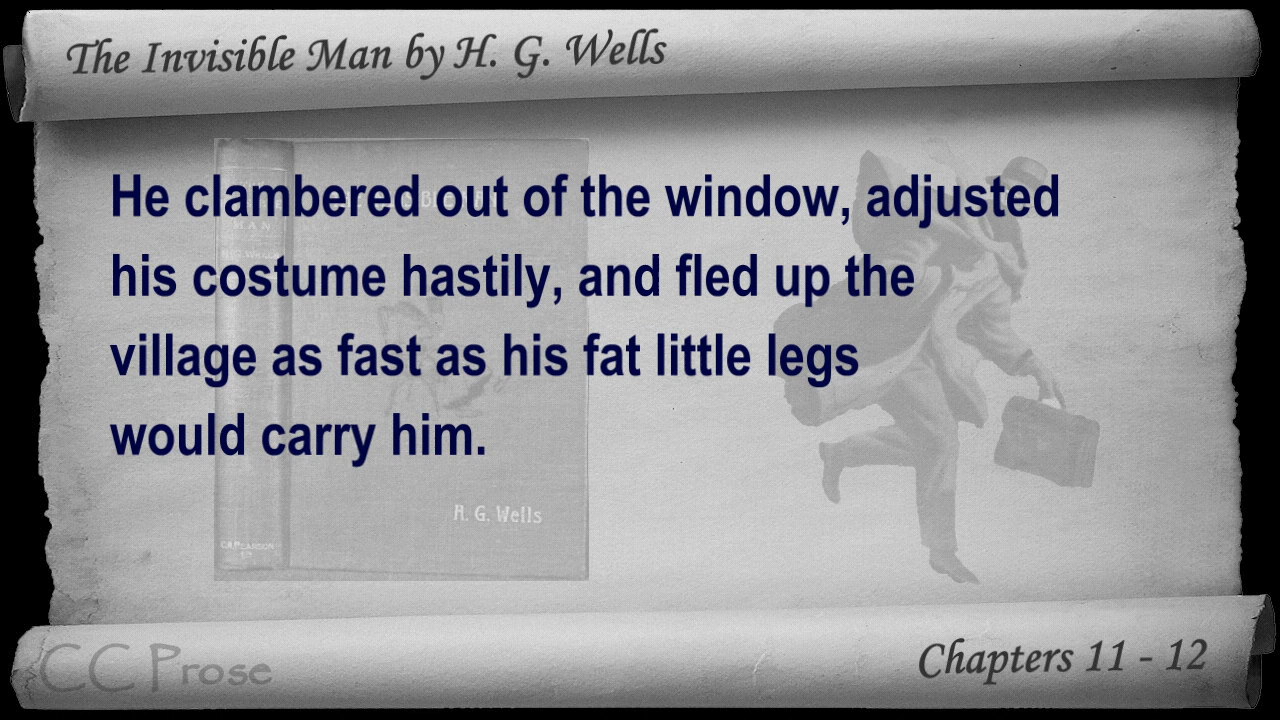 The Invisible Man by H. G. Wells
He clambered out of the window, adjusted
his costume hastily, and fled up the
village as fast as his fat little legs
would carry him.
H. G. Wells
CC Prose
Chapters 11 - 12